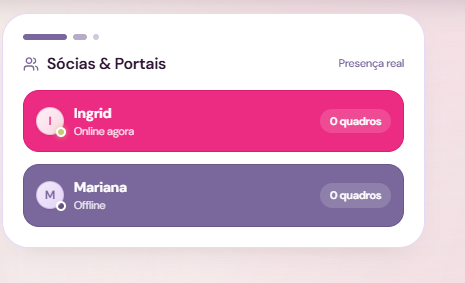 Sócias & Portais
Presença real
I
Ingrid
Online agora
0 quadros
M
Mariana
Offline
0 quadros